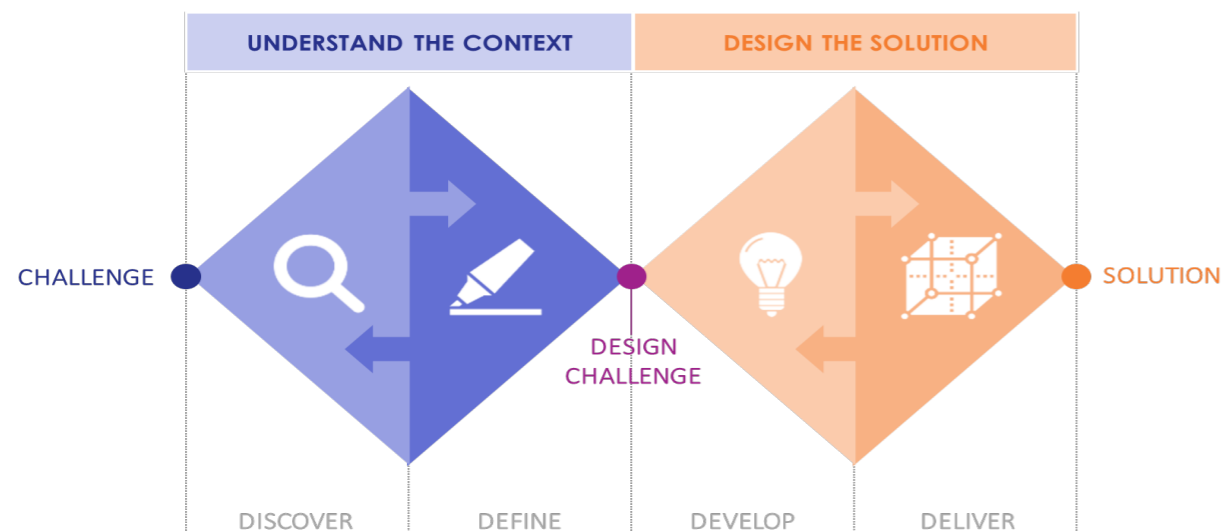 UNDERSTAND THE CONTEXT
DESIGN THE SOLUTION
CHALLENGE
SOLUTION
DESIGN
CHALLENGE
DISCOVER
DEFINE
DEVELOP
DELIVER